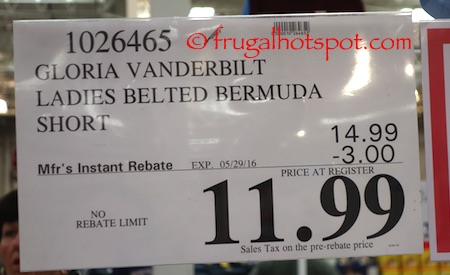 1026465
©frugalhotspot.com
GLORIA VANDERBILT
LADIES BELTED BERMUDA
SHORT
14.99
Mfr's Instant Rebate EXP. 05/29/16 -3.00
PRICE AT REGISTER
11.99
NO
REBATE LIMIT
Sales Tax on the pre-rebate price